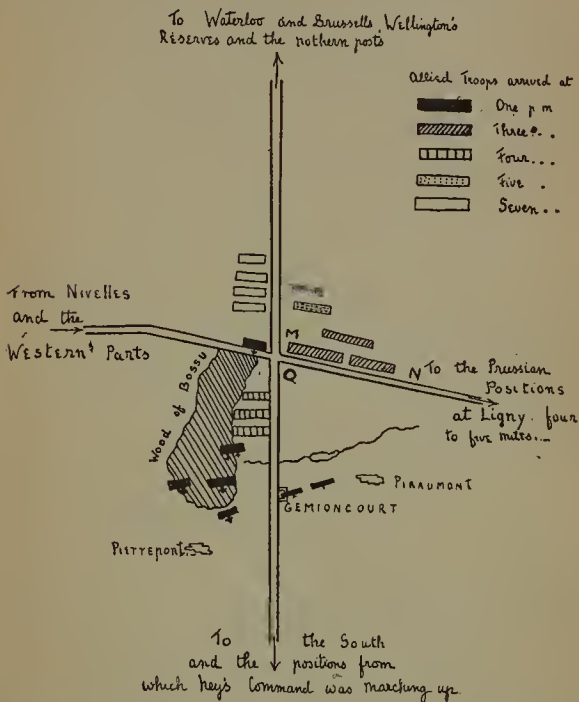 To Waterloo and Brussells, Wellington's
Reserves and the nothern posts
Allied Troops arrived at
One p m
Three . .
Four . . .
Five .
Seven . .
From Nivelles
and the
Western Parts
M
N
Q
To the Prussian
Positions
at Ligny. four
to five miles...
Wood of Bossu
PIRAUMONT
GEMIONCOURT
PIERREPONT
To the South
and the positions from
which Ney's Command was marching up.